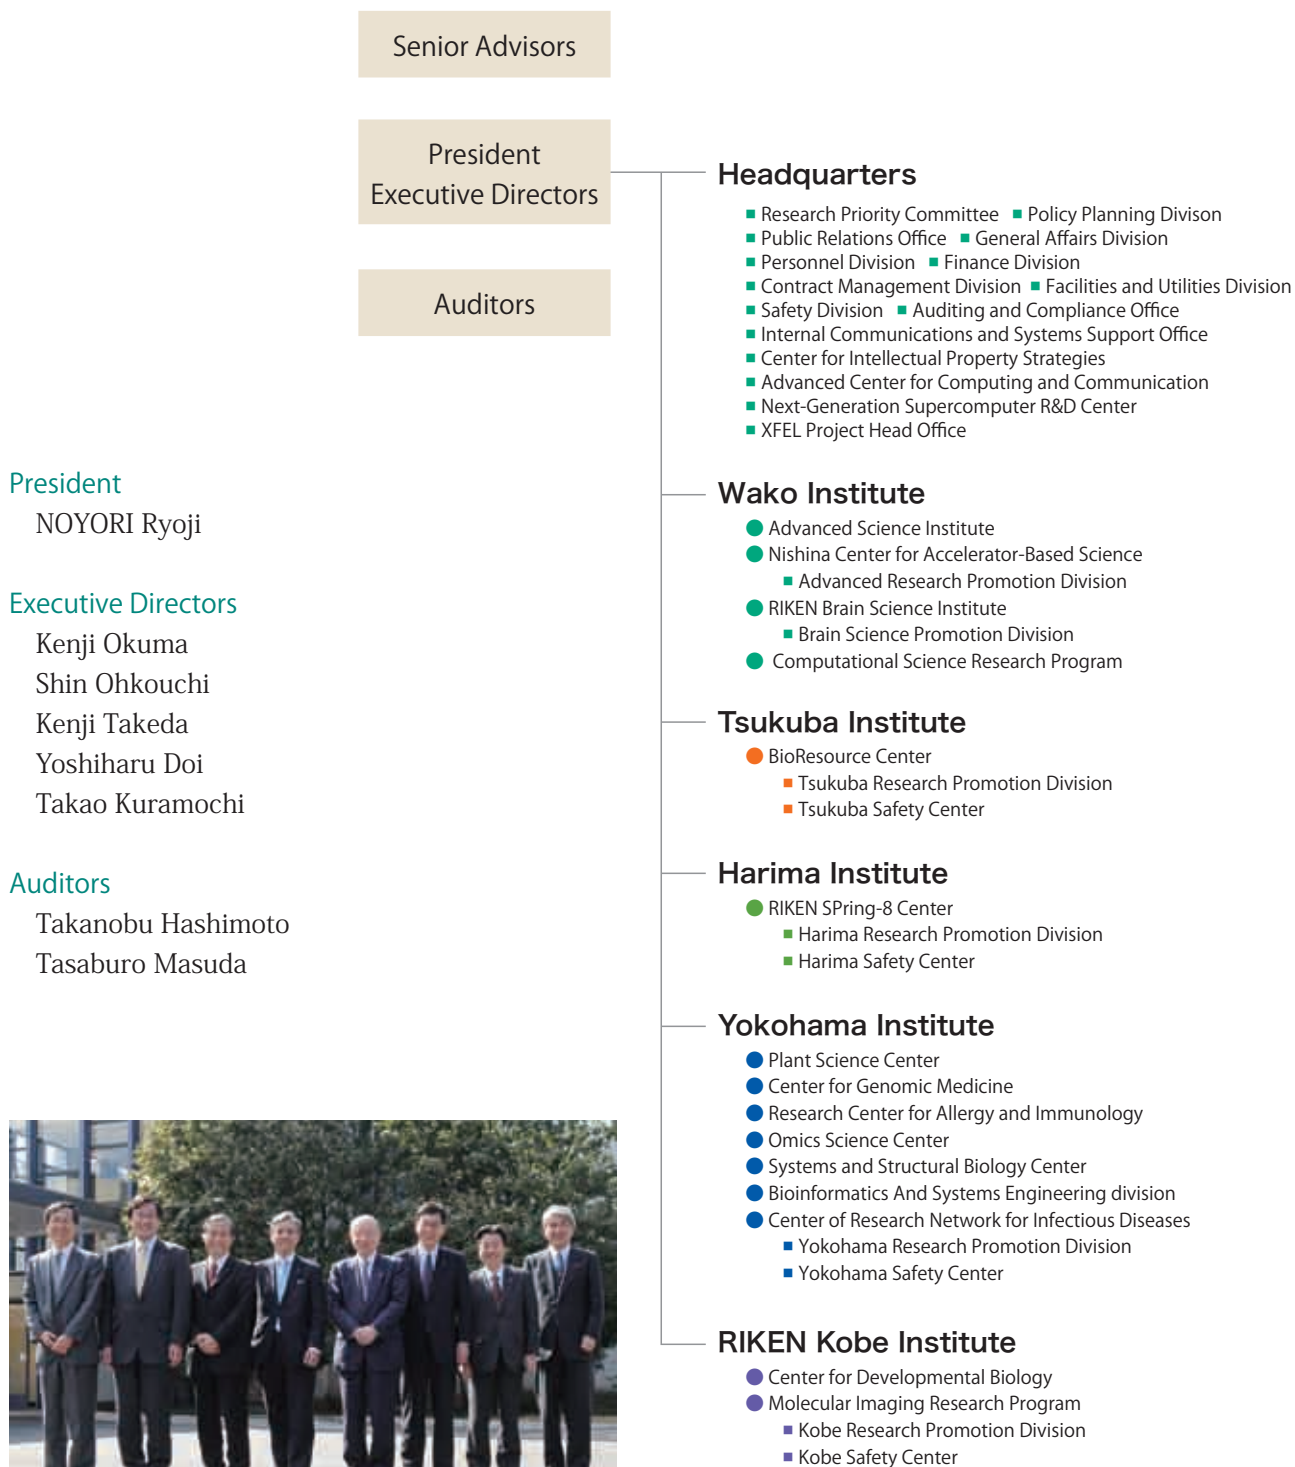 Senior Advisors
President
Executive Directors
Auditors
Headquarters
■ Research Priority Committee ■ Policy Planning Divison
■ Public Relations Office ■ General Affairs Division
■ Personnel Division ■ Finance Division
■ Contract Management Division ■ Facilities and Utilities Division
■ Safety Division ■ Auditing and Compliance Office
■ Internal Communications and Systems Support Office
■ Center for Intellectual Property Strategies
■ Advanced Center for Computing and Communication
■ Next-Generation Supercomputer R&D Center
■ XFEL Project Head Office
President
NOYORI Ryoji
Executive Directors
Kenji Okuma
Shin Ohkouchi
Kenji Takeda
Yoshiharu Doi
Takao Kuramochi
Auditors
Takanobu Hashimoto
Tasaburo Masuda
Wako Institute
● Advanced Science Institute
● Nishina Center for Accelerator-Based Science
■ Advanced Research Promotion Division
● RIKEN Brain Science Institute
■ Brain Science Promotion Division
● Computational Science Research Program
Tsukuba Institute
● BioResource Center
■ Tsukuba Research Promotion Division
■ Tsukuba Safety Center
Harima Institute
● RIKEN SPring-8 Center
■ Harima Research Promotion Division
■ Harima Safety Center
Yokohama Institute
● Plant Science Center
● Center for Genomic Medicine
● Research Center for Allergy and Immunology
● Omics Science Center
● Systems and Structural Biology Center
● Bioinformatics And Systems Engineering division
● Center of Research Network for Infectious Diseases
■ Yokohama Research Promotion Division
■ Yokohama Safety Center
RIKEN Kobe Institute
● Center for Developmental Biology
● Molecular Imaging Research Program
■ Kobe Research Promotion Division
■ Kobe Safety Center